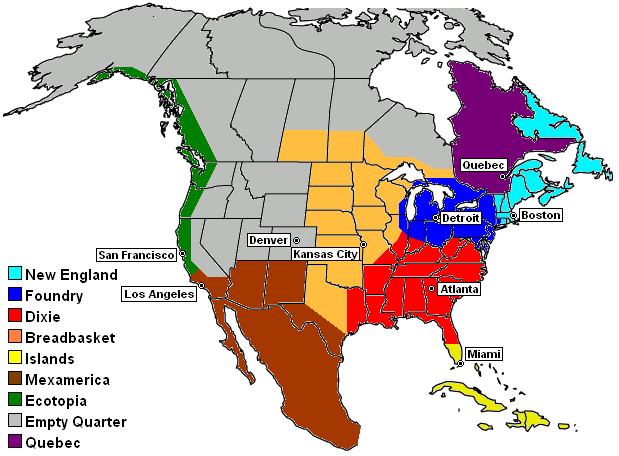 Quebec
Boston
Detroit
Denver
Kansas City
San Francisco
Los Angeles
Atlanta
Miami
New England
Foundry
Dixie
Breadbasket
Islands
Mexamerica
Ecotopia
Empty Quarter
Quebec